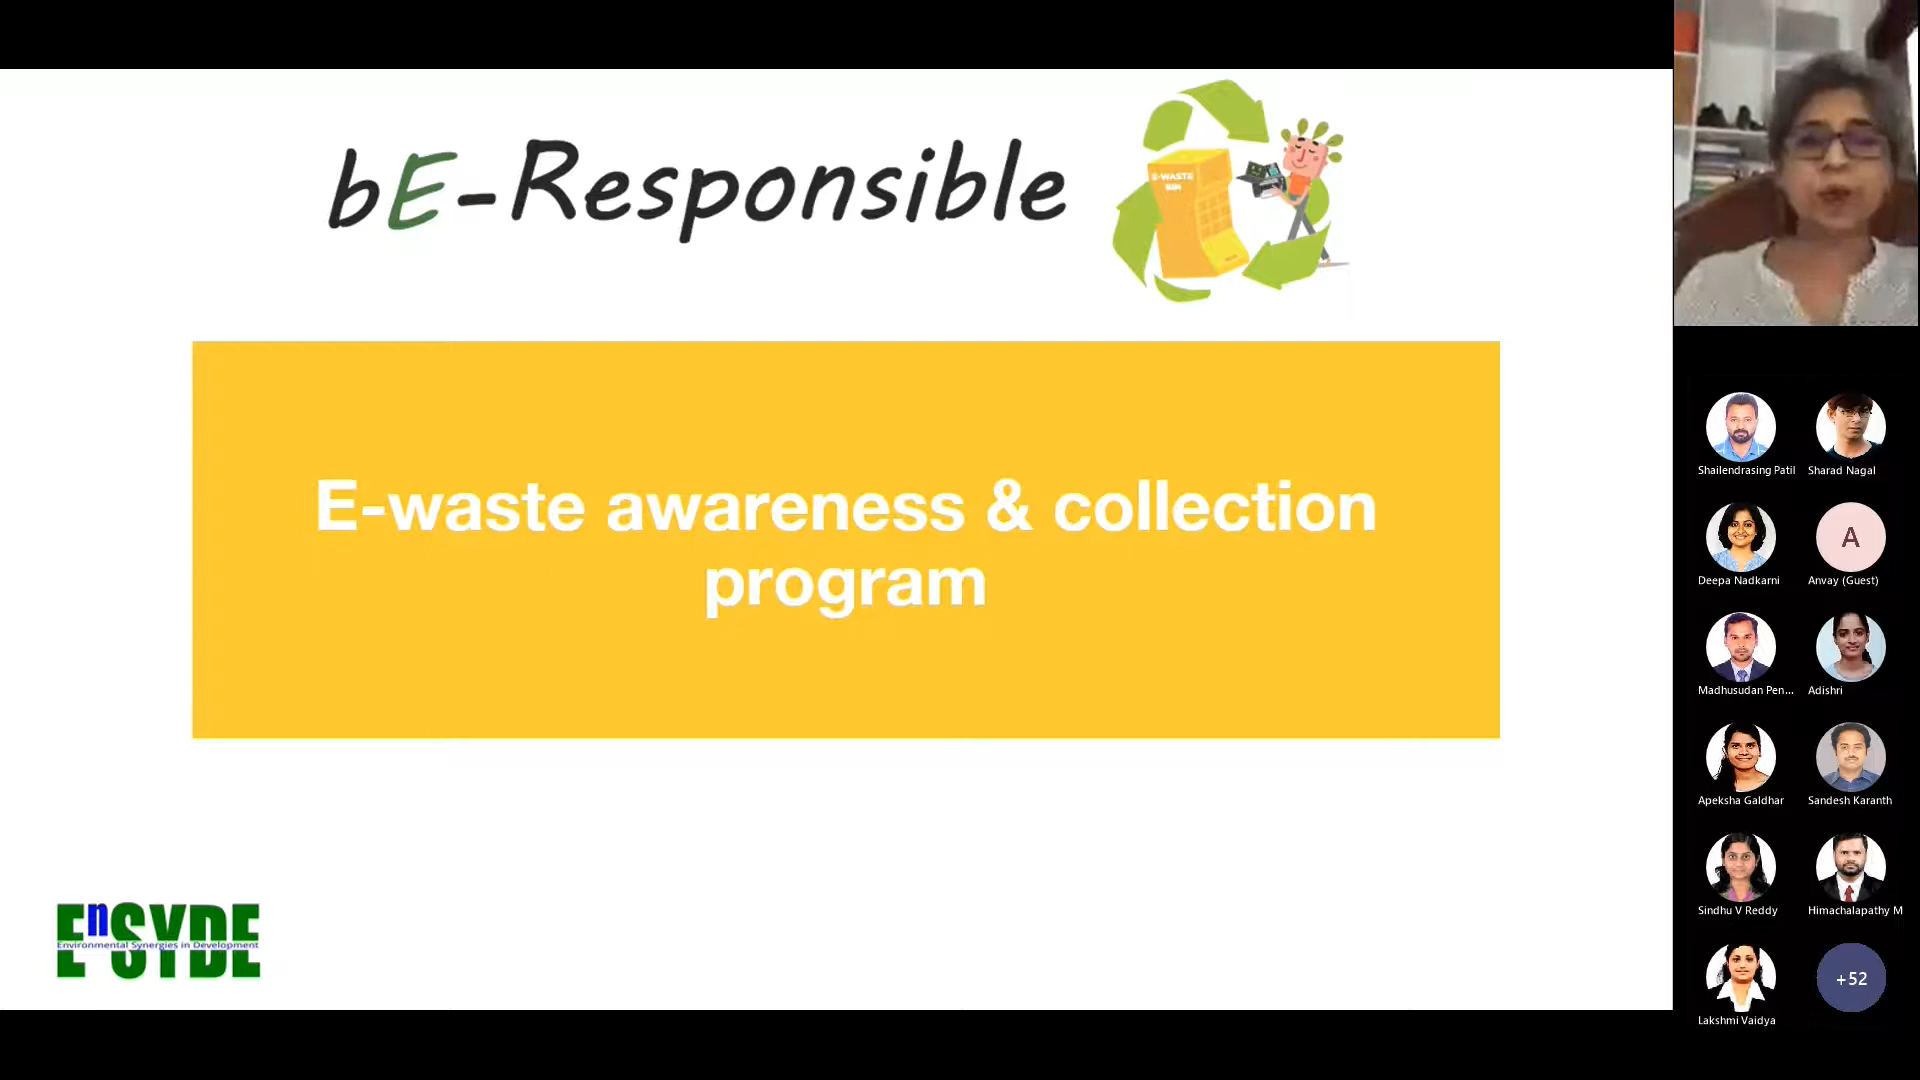 bE-Responsible
E-WASTE
BIN
E-waste awareness & collection
program
EnSYDE
Environmental Synergies in Development
Shailendrasing Patil
Sharad Nagal
Deepa Nadkarni
A
Anvay (Guest)
Madhusudan Pen...
Adishri
Apeksha Galdhar
Sandesh Karanth
Sindhu V Reddy
Himachalapathy M
Lakshmi Vaidya
+52